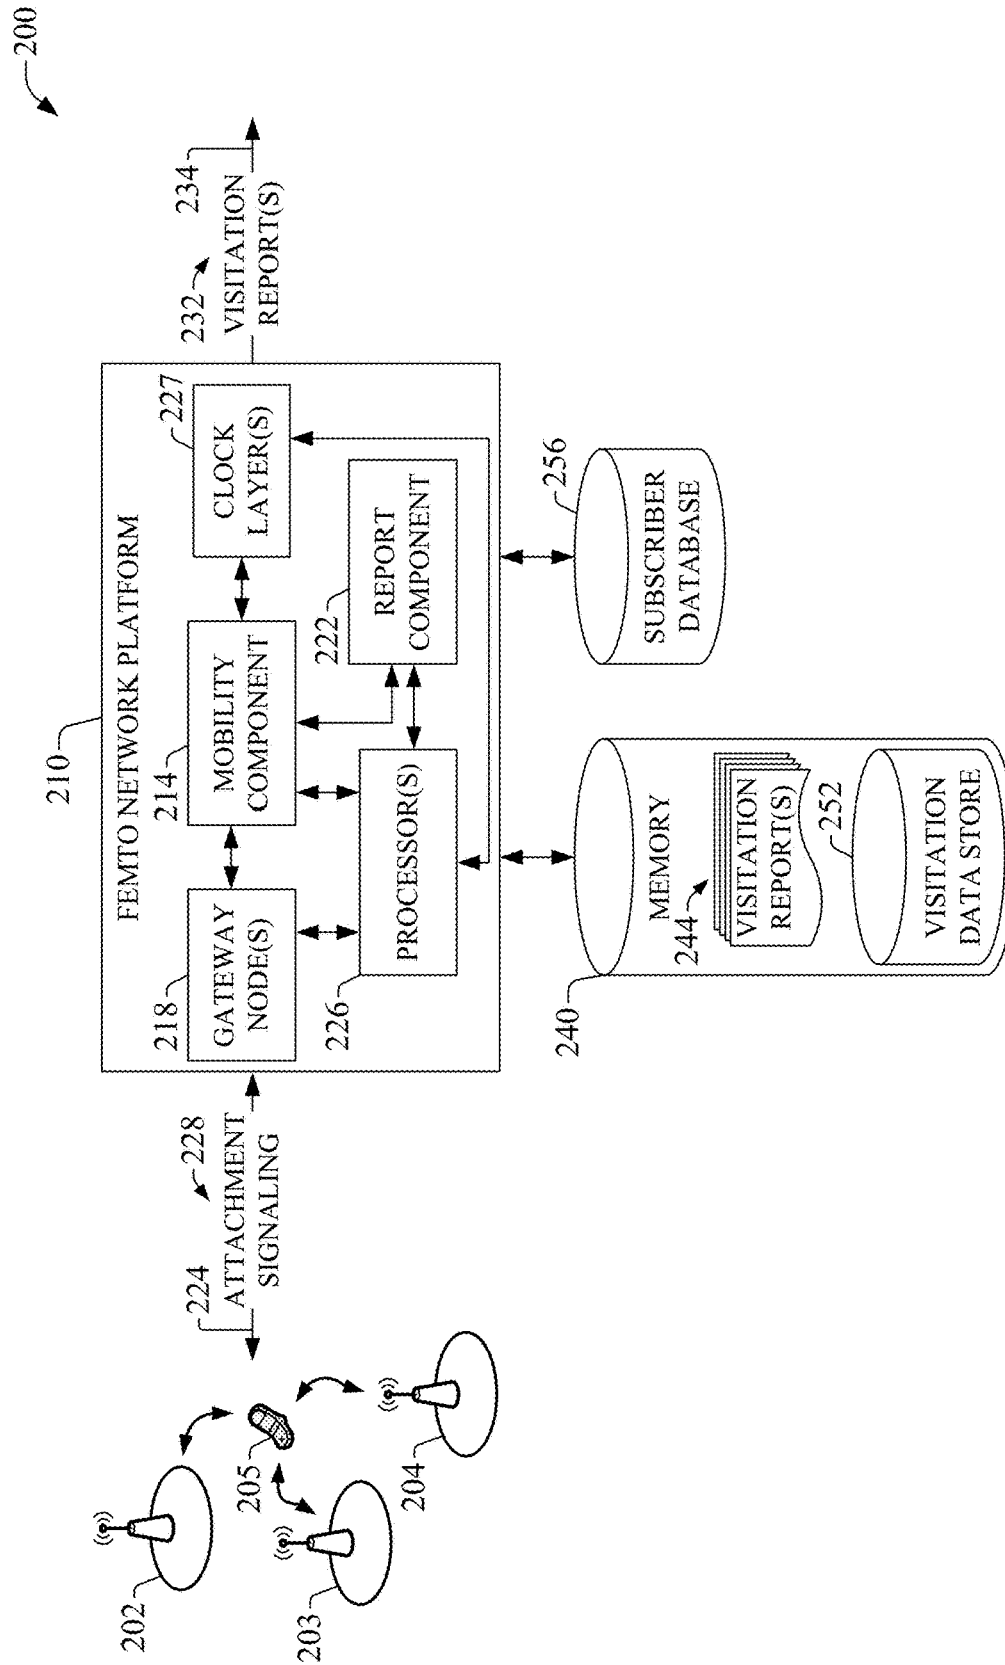 200
202
203
204
205
224
228
ATTACHMENT
SIGNALING
210
FEMTO NETWORK PLATFORM
218
GATEWAY
NODE(S)
214
MOBILITY
COMPONENT
227
CLOCK
LAYER(S)
226
PROCESSOR(S)
222
REPORT
COMPONENT
232
234
VISITATION
REPORT(S)
240
MEMORY
244
VISITATION
REPORT(S)
252
VISITATION
DATA STORE
256
SUBSCRIBER
DATABASE